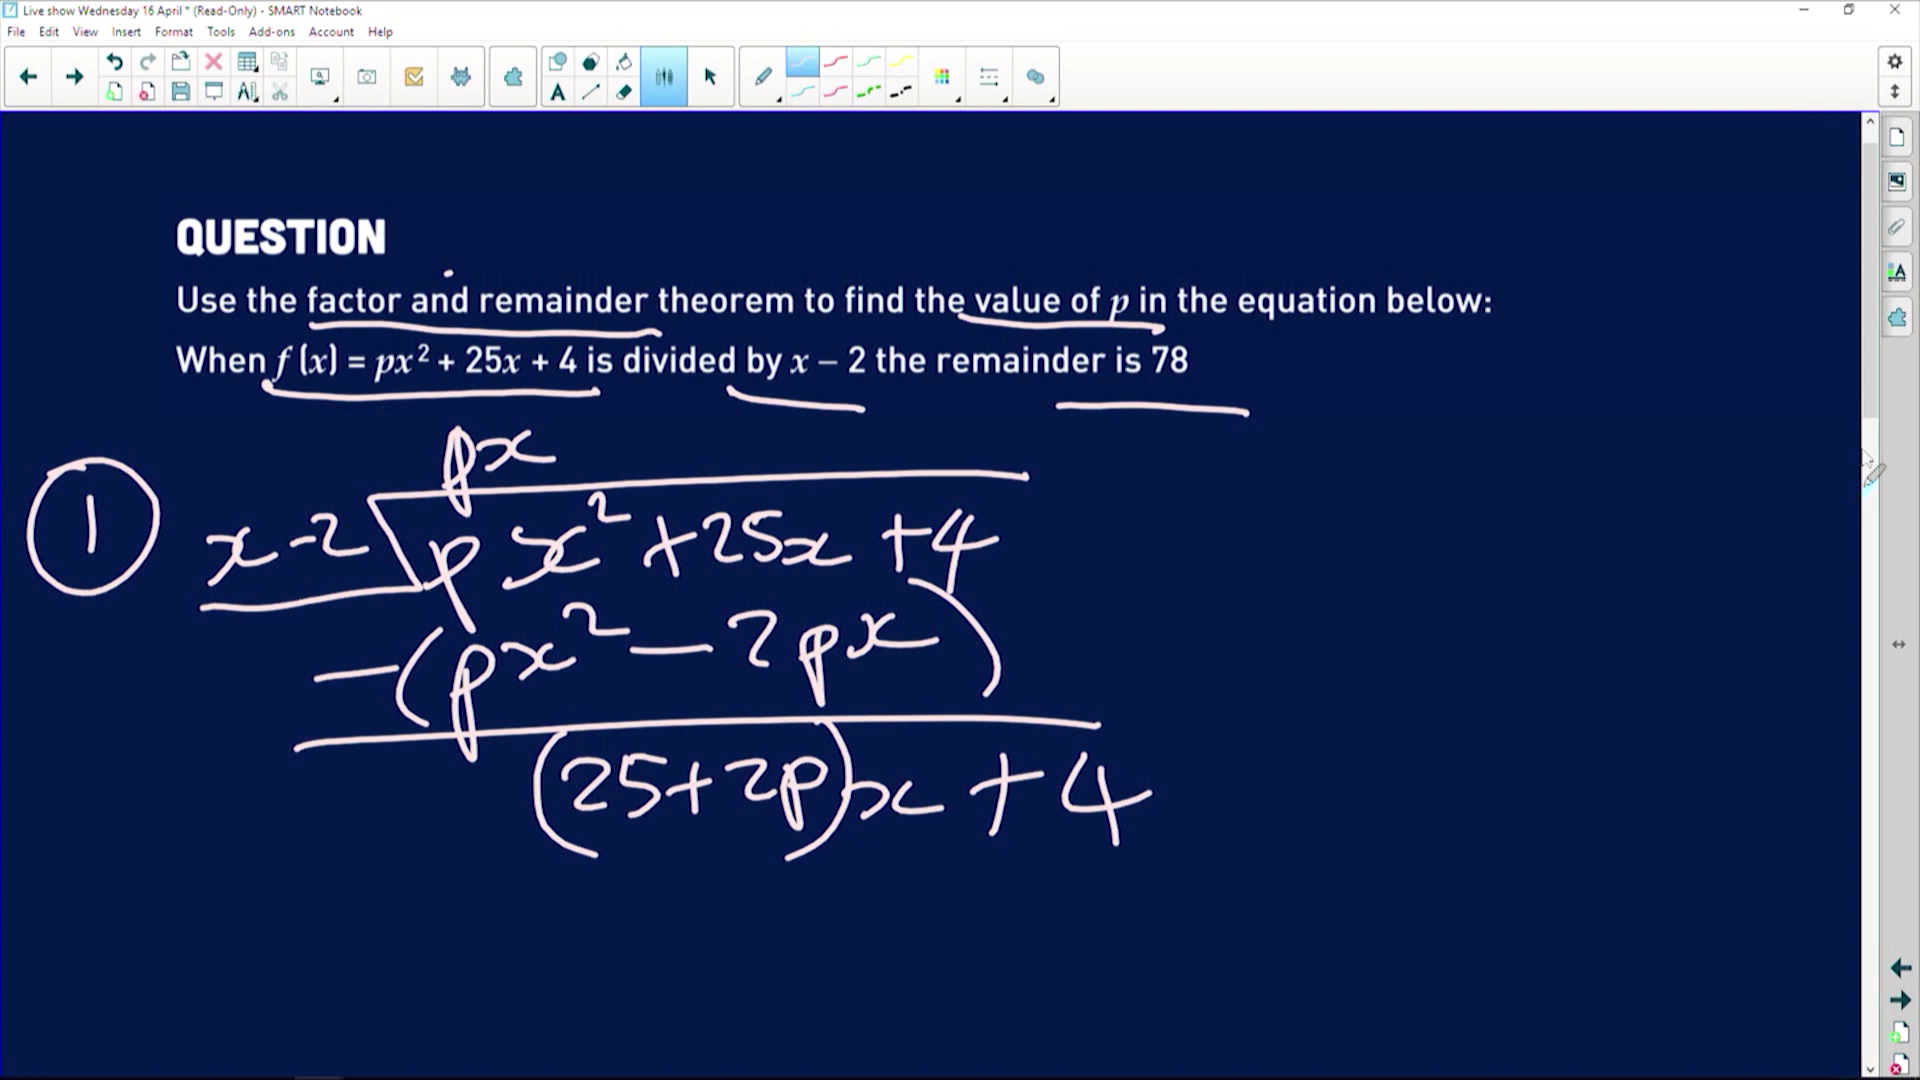 Live show Wednesday 16 April * (Read-Only) - SMART Notebook
File Edit View Insert Format Tools Add-ons Account Help
QUESTION
Use the factor and remainder theorem to find the value of p in the equation below:
When f (x) = px² + 25x + 4 is divided by x – 2 the remainder is 78
px
1
x-2 px² +25x +4
-(px² - 2px)
(25+2p)x + 4